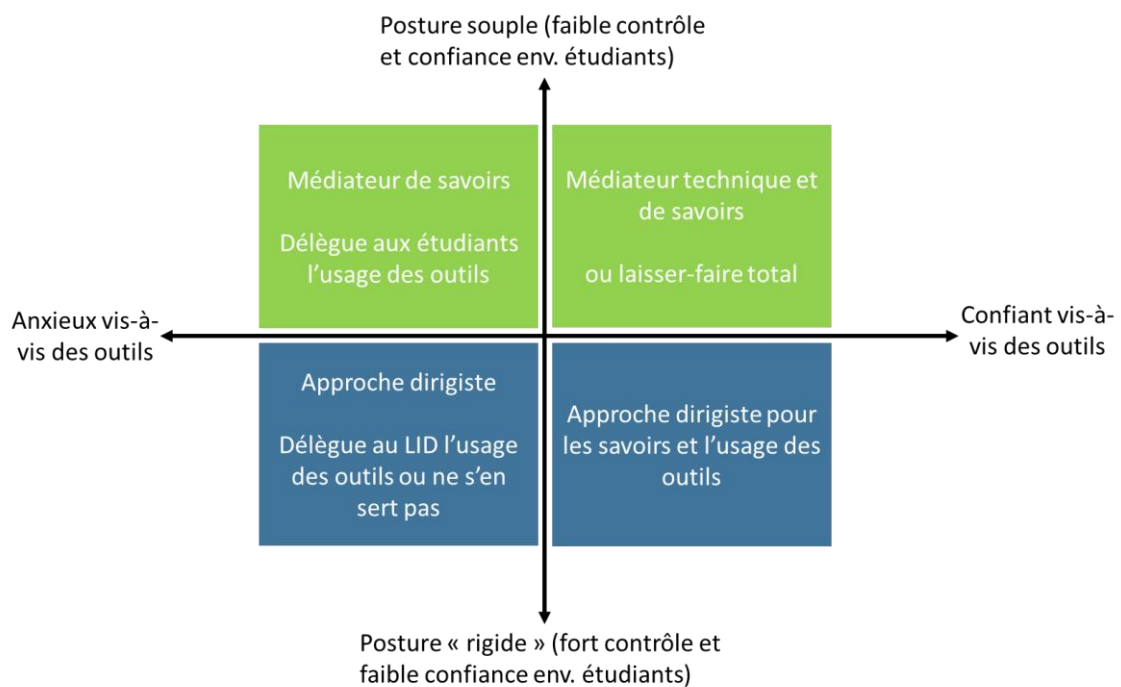 Posture souple (faible contrôle
et confiance env. étudiants)
Médiateur de savoirs
Délègue aux étudiants
l'usage des outils
Médiateur technique et
de savoirs
ou laisser-faire total
Anxieux vis-à-
vis des outils
Confiant vis-à-
vis des outils
Approche dirigiste
Délègue au LID l'usage
des outils ou ne s'en
sert pas
Approche dirigiste pour
les savoirs et l'usage des
outils
Posture « rigide » (fort contrôle et
faible confiance env. étudiants)